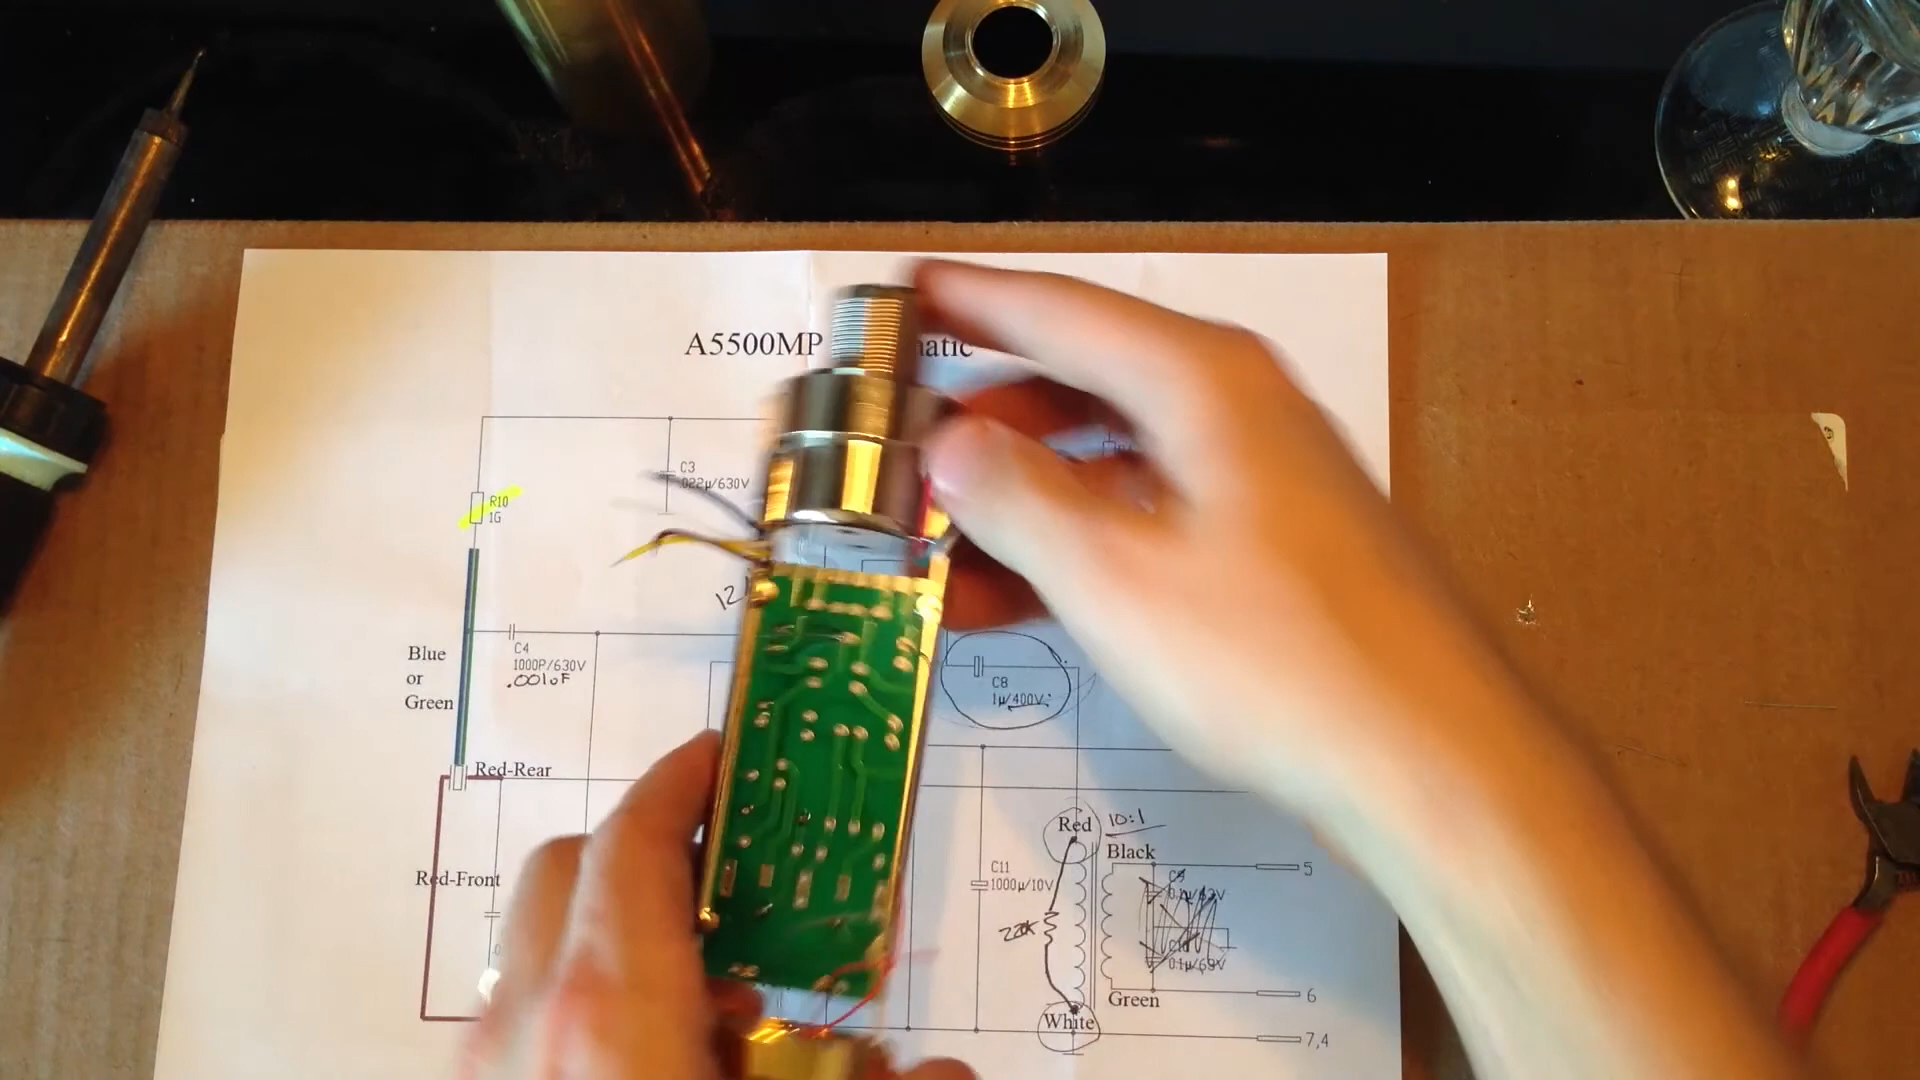 A5500MP
C3
.022µ/630V
R10
1G
12
C4
1000P/630V
.001uF
Blue
or
Green
C8
1µ/400V
Red-Rear
Red
10:1
Black
5
C11
1000µ/10V
Red-Front
22K
C9
0.1µ/63V
C10
0.1µ/63V
Green
6
White
7,4